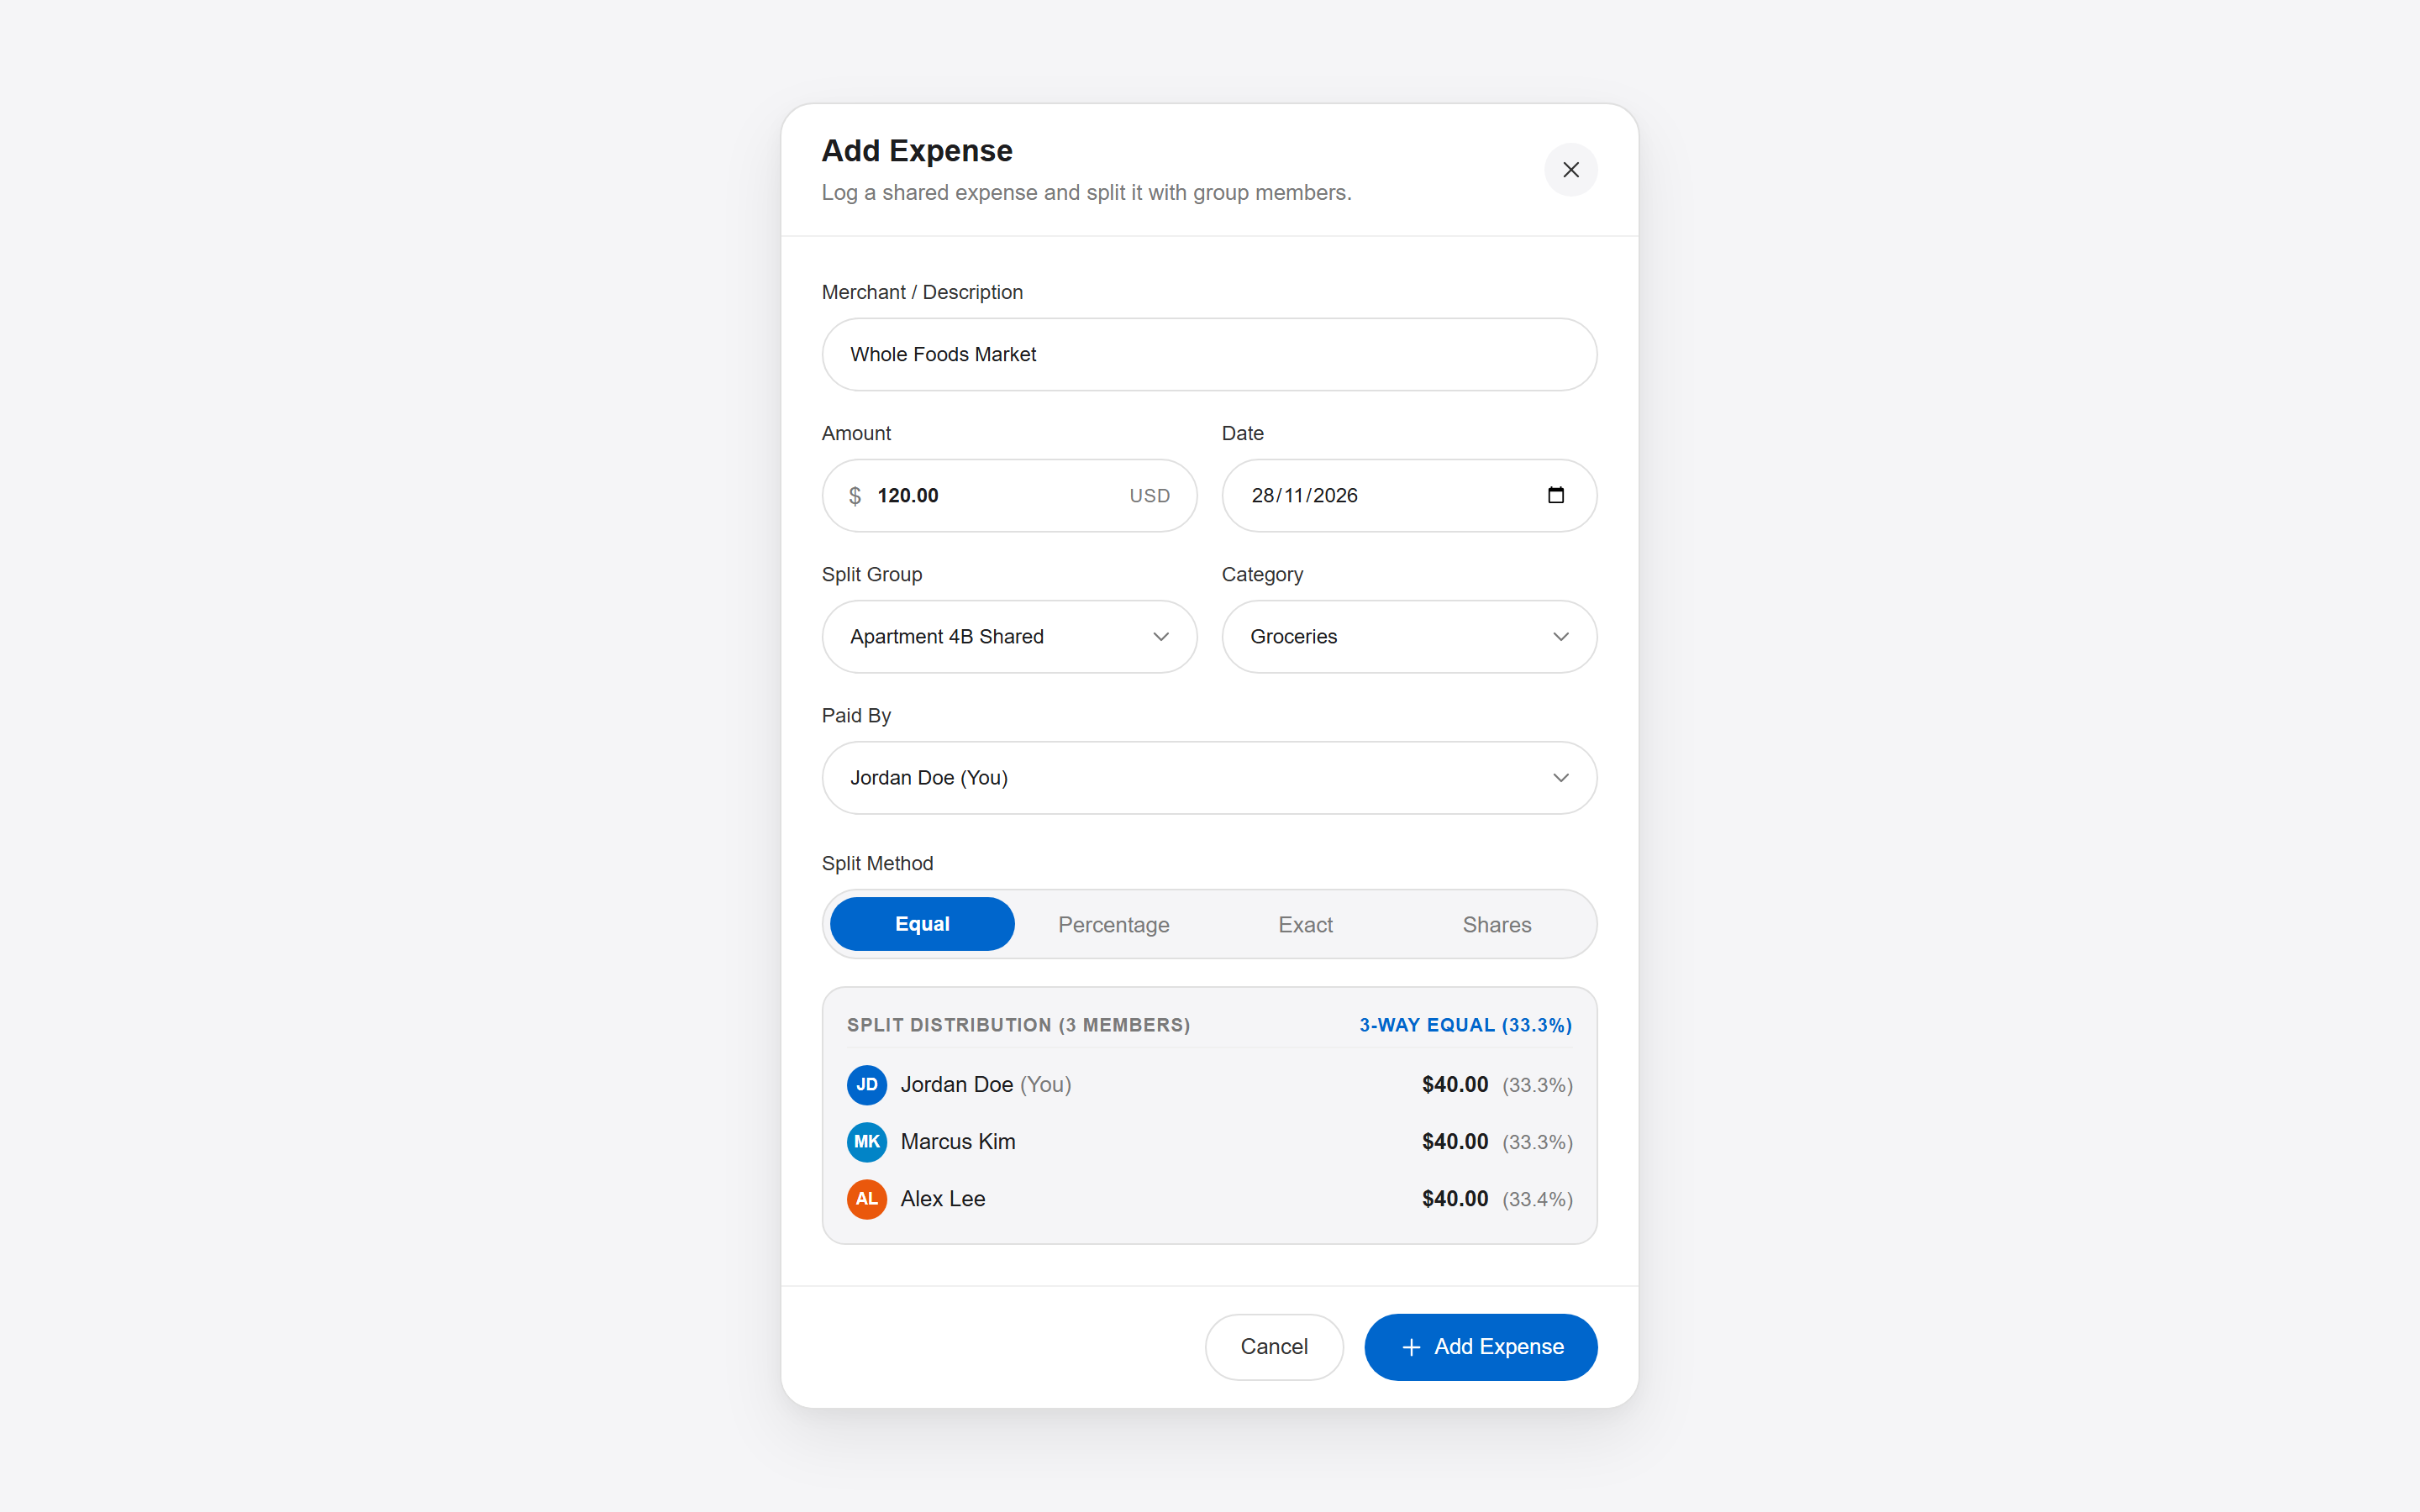 Add Expense
Log a shared expense and split it with group members.
Merchant / Description
Whole Foods Market
Amount
Date
$ 120.00 USD
28/11/2026
Split Group
Category
Apartment 4B Shared
Groceries
Paid By
Jordan Doe (You)
Split Method
Equal
Percentage
Exact
Shares
SPLIT DISTRIBUTION (3 MEMBERS)
3-WAY EQUAL (33.3%)
JD Jordan Doe (You) $40.00 (33.3%)
MK Marcus Kim $40.00 (33.3%)
AL Alex Lee $40.00 (33.4%)
Cancel
+ Add Expense